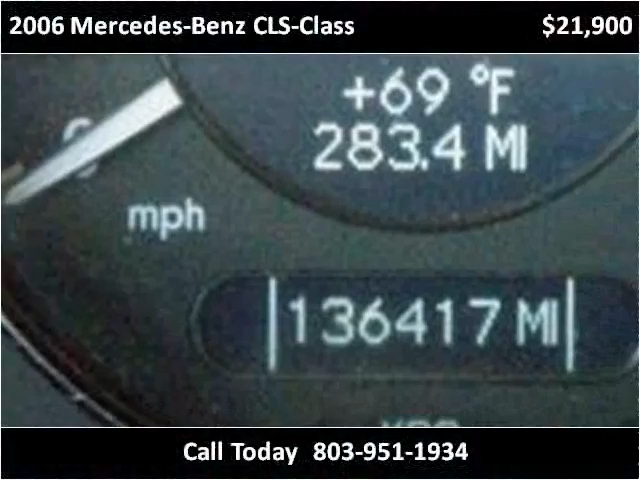 2006 Mercedes-Benz CLS-Class $21,900
+69 °F
283.4 MI
mph
136417 MI
Call Today 803-951-1934